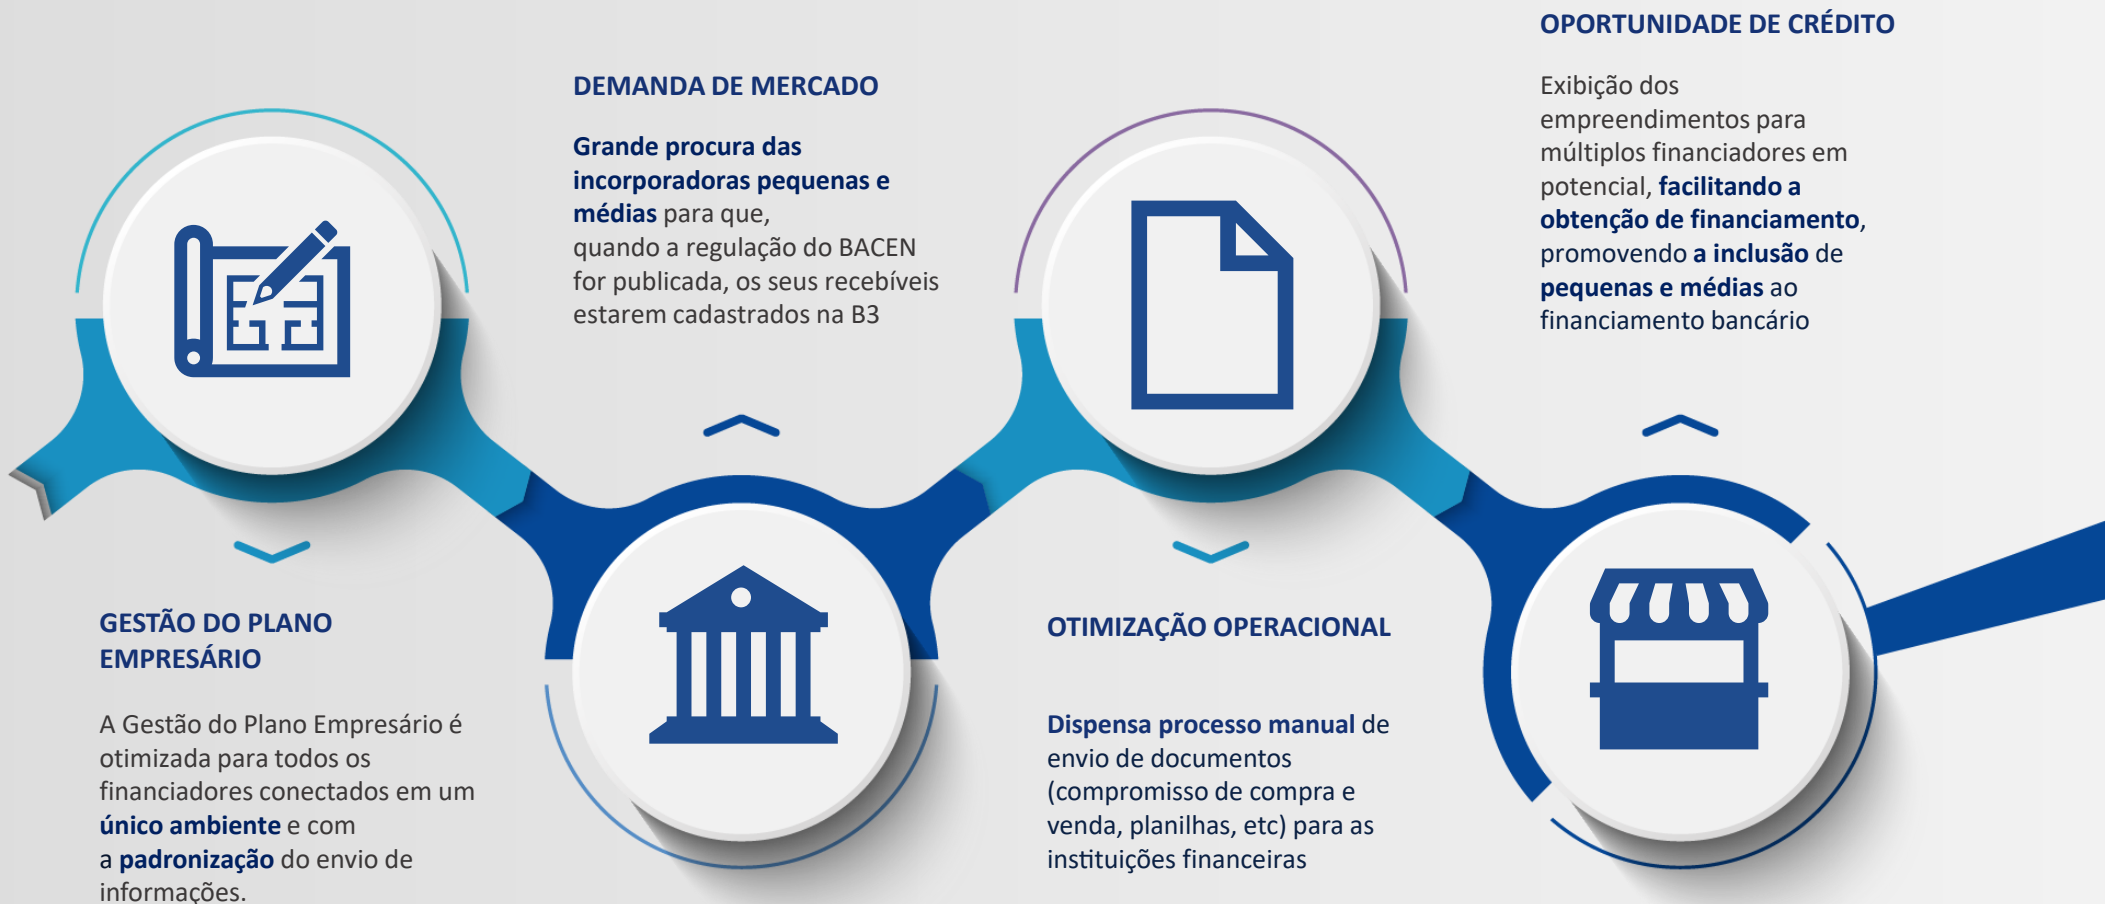 GESTÃO DO PLANO
EMPRESÁRIO
A Gestão do Plano Empresário é
otimizada para todos os
financiadores conectados em um
único ambiente e com
a padronização do envio de
informações.
DEMANDA DE MERCADO
Grande procura das
incorporadoras pequenas e
médias para que,
quando a regulação do BACEN
for publicada, os seus recebíveis
estarem cadastrados na B3
OTIMIZAÇÃO OPERACIONAL
Dispensa processo manual de
envio de documentos
(compromisso de compra e
venda, planilhas, etc) para as
instituições financeiras
OPORTUNIDADE DE CRÉDITO
Exibição dos
empreendimentos para
múltiplos financiadores em
potencial, facilitando a
obtenção de financiamento,
promovendo a inclusão de
pequenas e médias ao
financiamento bancário